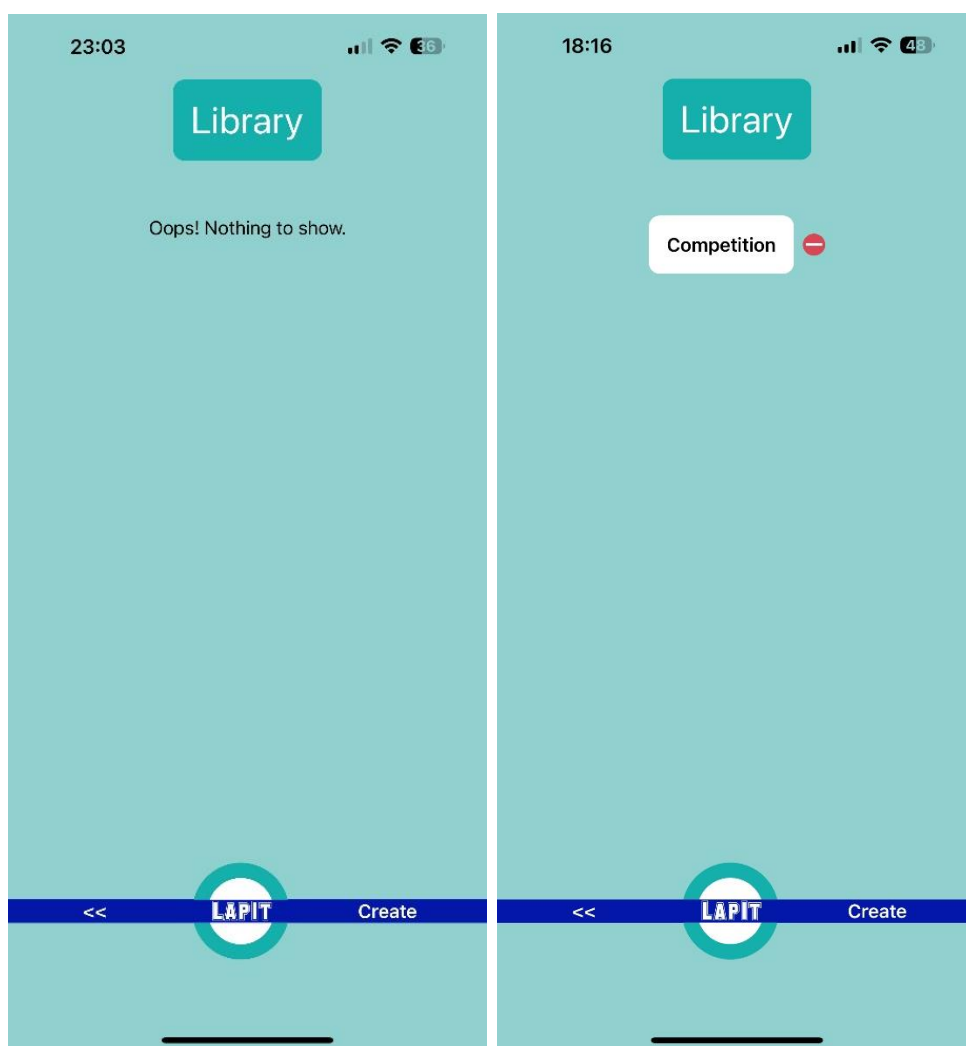 23:03
36
Library
Oops! Nothing to show.
<<
LAPIT
Create
18:16
48
Library
Competition
<<
LAPIT
Create